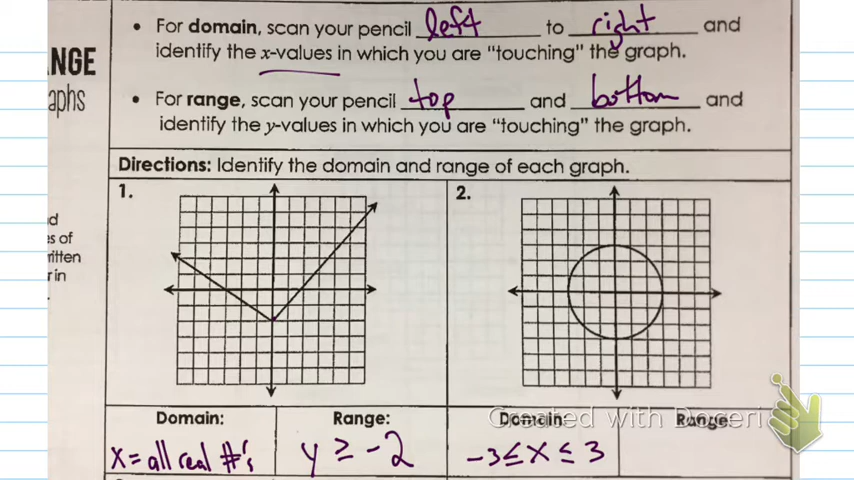 • For domain, scan your pencil left to right and
identify the x-values in which you are "touching" the graph.
NGE
aphs
• For range, scan your pencil top and bottom and
identify the y-values in which you are "touching" the graph.
Directions: Identify the domain and range of each graph.
1.
2.
d
es of
ritten
r in
Domain:
Range:
Domain:
Range:
Created with Doceri
x = all real #'s
y ≥ -2
-3 ≤ x ≤ 3